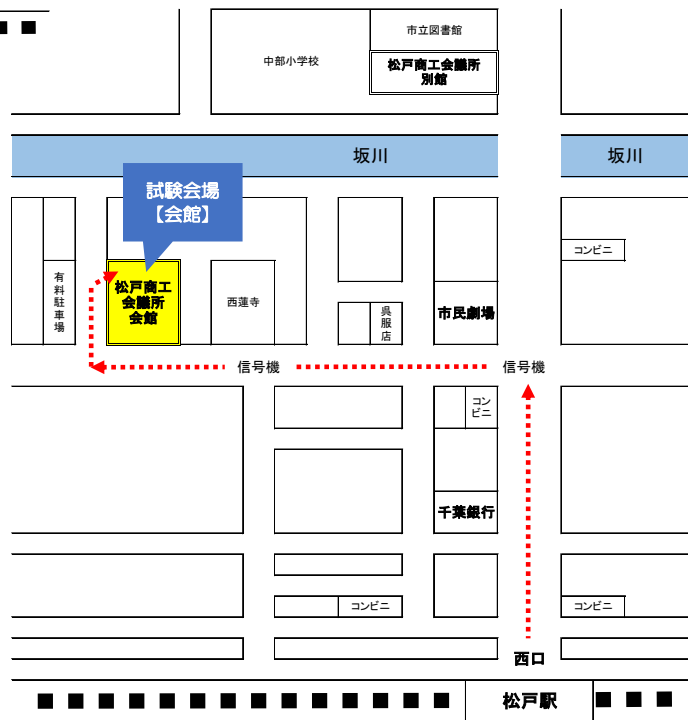 市立図書館
中部小学校
松戸商工会議所
別館
坂川
坂川
試験会場
【会館】
コンビニ
有料駐車場
松戸商工
会議所
会館
西蓮寺
呉服店
市民劇場
信号機
信号機
コン
ビニ
千葉銀行
コンビニ
コンビニ
西口
松戸駅